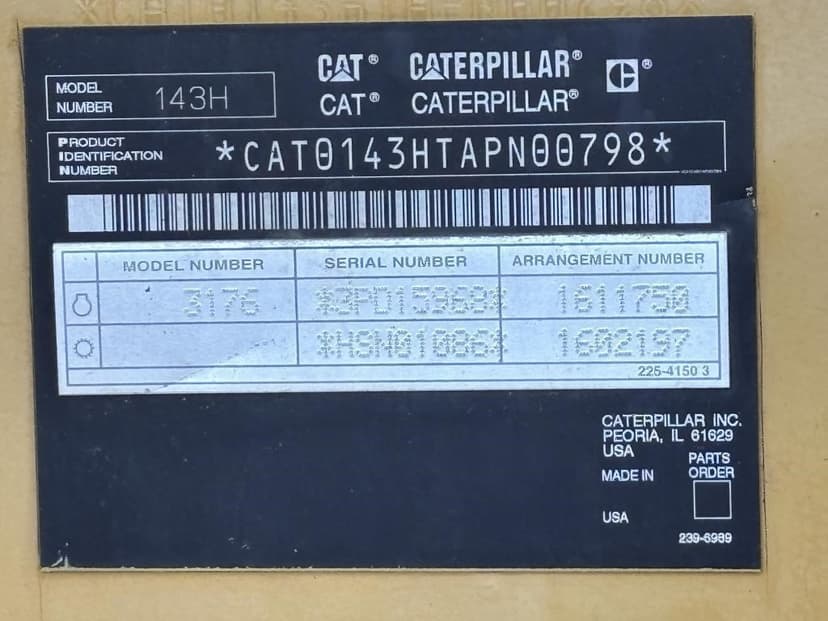 CAT® CATERPILLAR®
CAT® CATERPILLAR®
MODEL
NUMBER 143H
PRODUCT
IDENTIFICATION
NUMBER
*CAT0143HTAPN00798*
MODEL NUMBER SERIAL NUMBER ARRANGEMENT NUMBER
3176 1611750
1602197
225-4150 3
CATERPILLAR INC.
PEORIA, IL 61629
USA
PARTS
ORDER
MADE IN
USA
239-6989